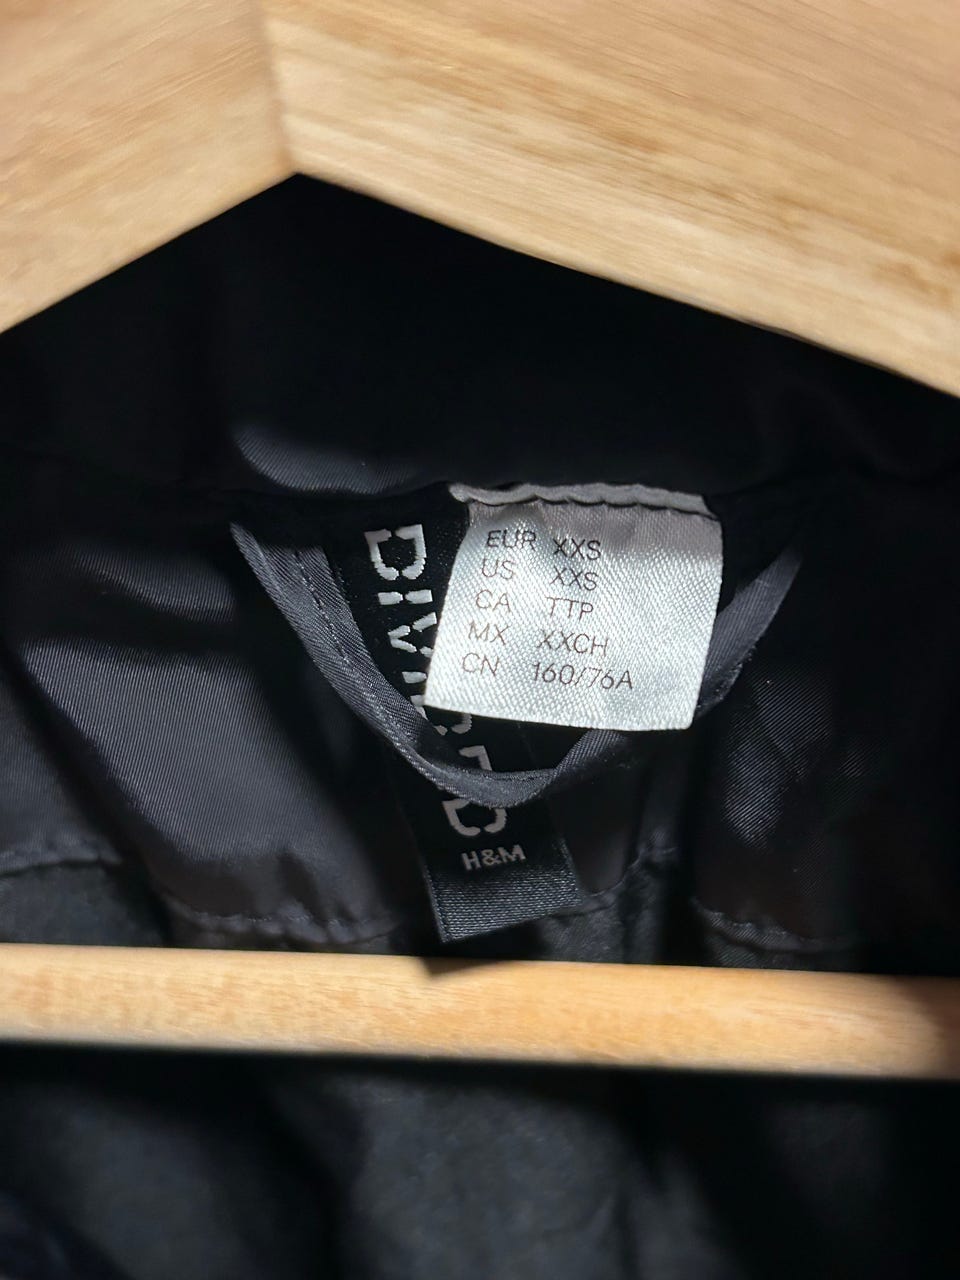 EUR XXS
US XXS
CA TTP
MX XXCH
CN 160/76A
DIVIDED
H&M